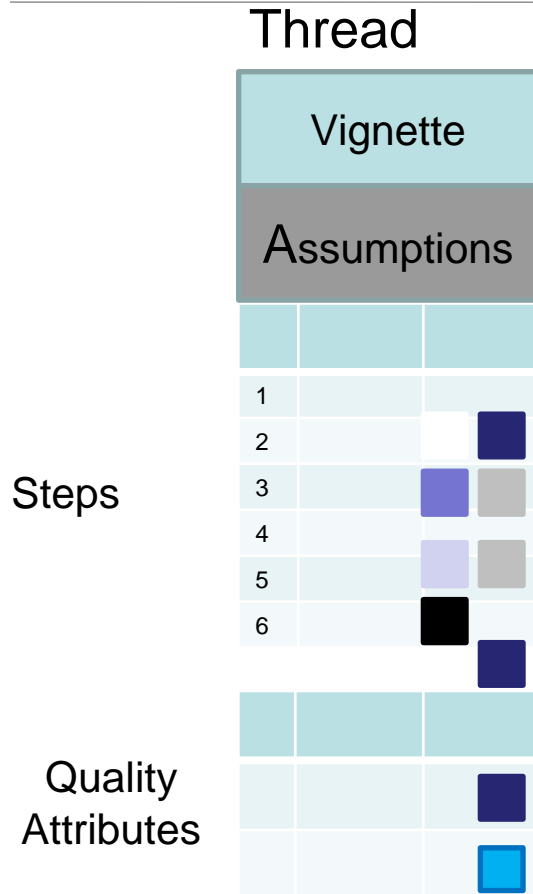 Thread
Vignette
Assumptions
Steps
1
2
3
4
5
6
Quality
Attributes